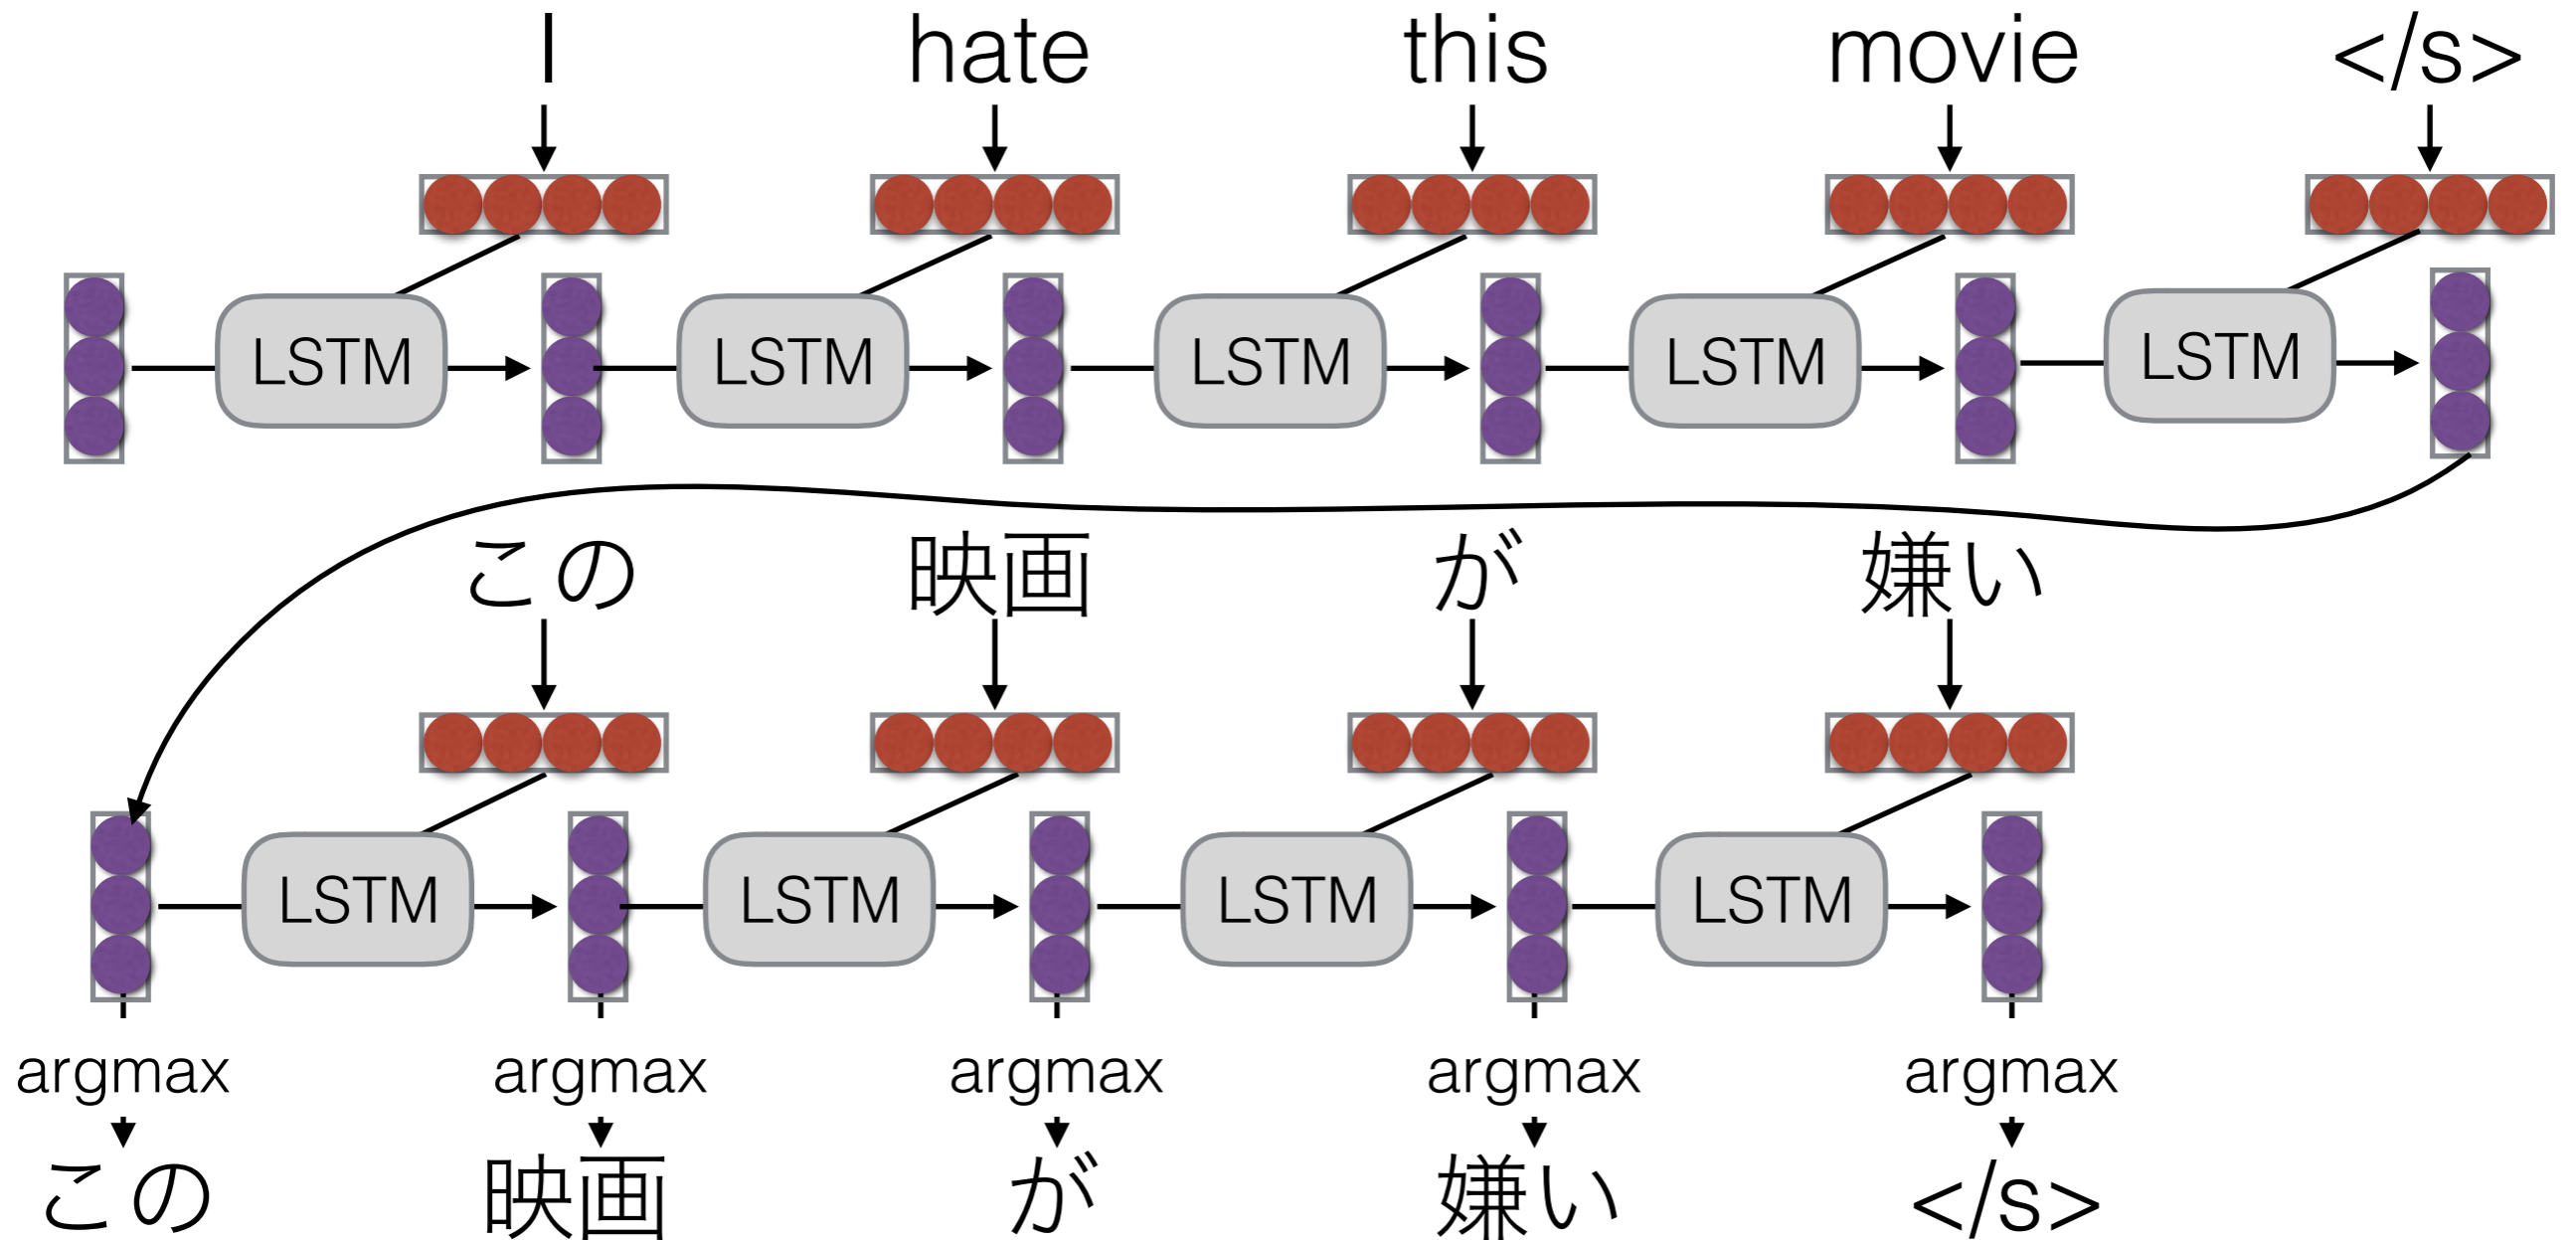 I hate this movie </s>
LSTM LSTM LSTM LSTM LSTM
この 映画 が 嫌い
LSTM LSTM LSTM LSTM
argmax argmax argmax argmax argmax
この 映画 が 嫌い </s>